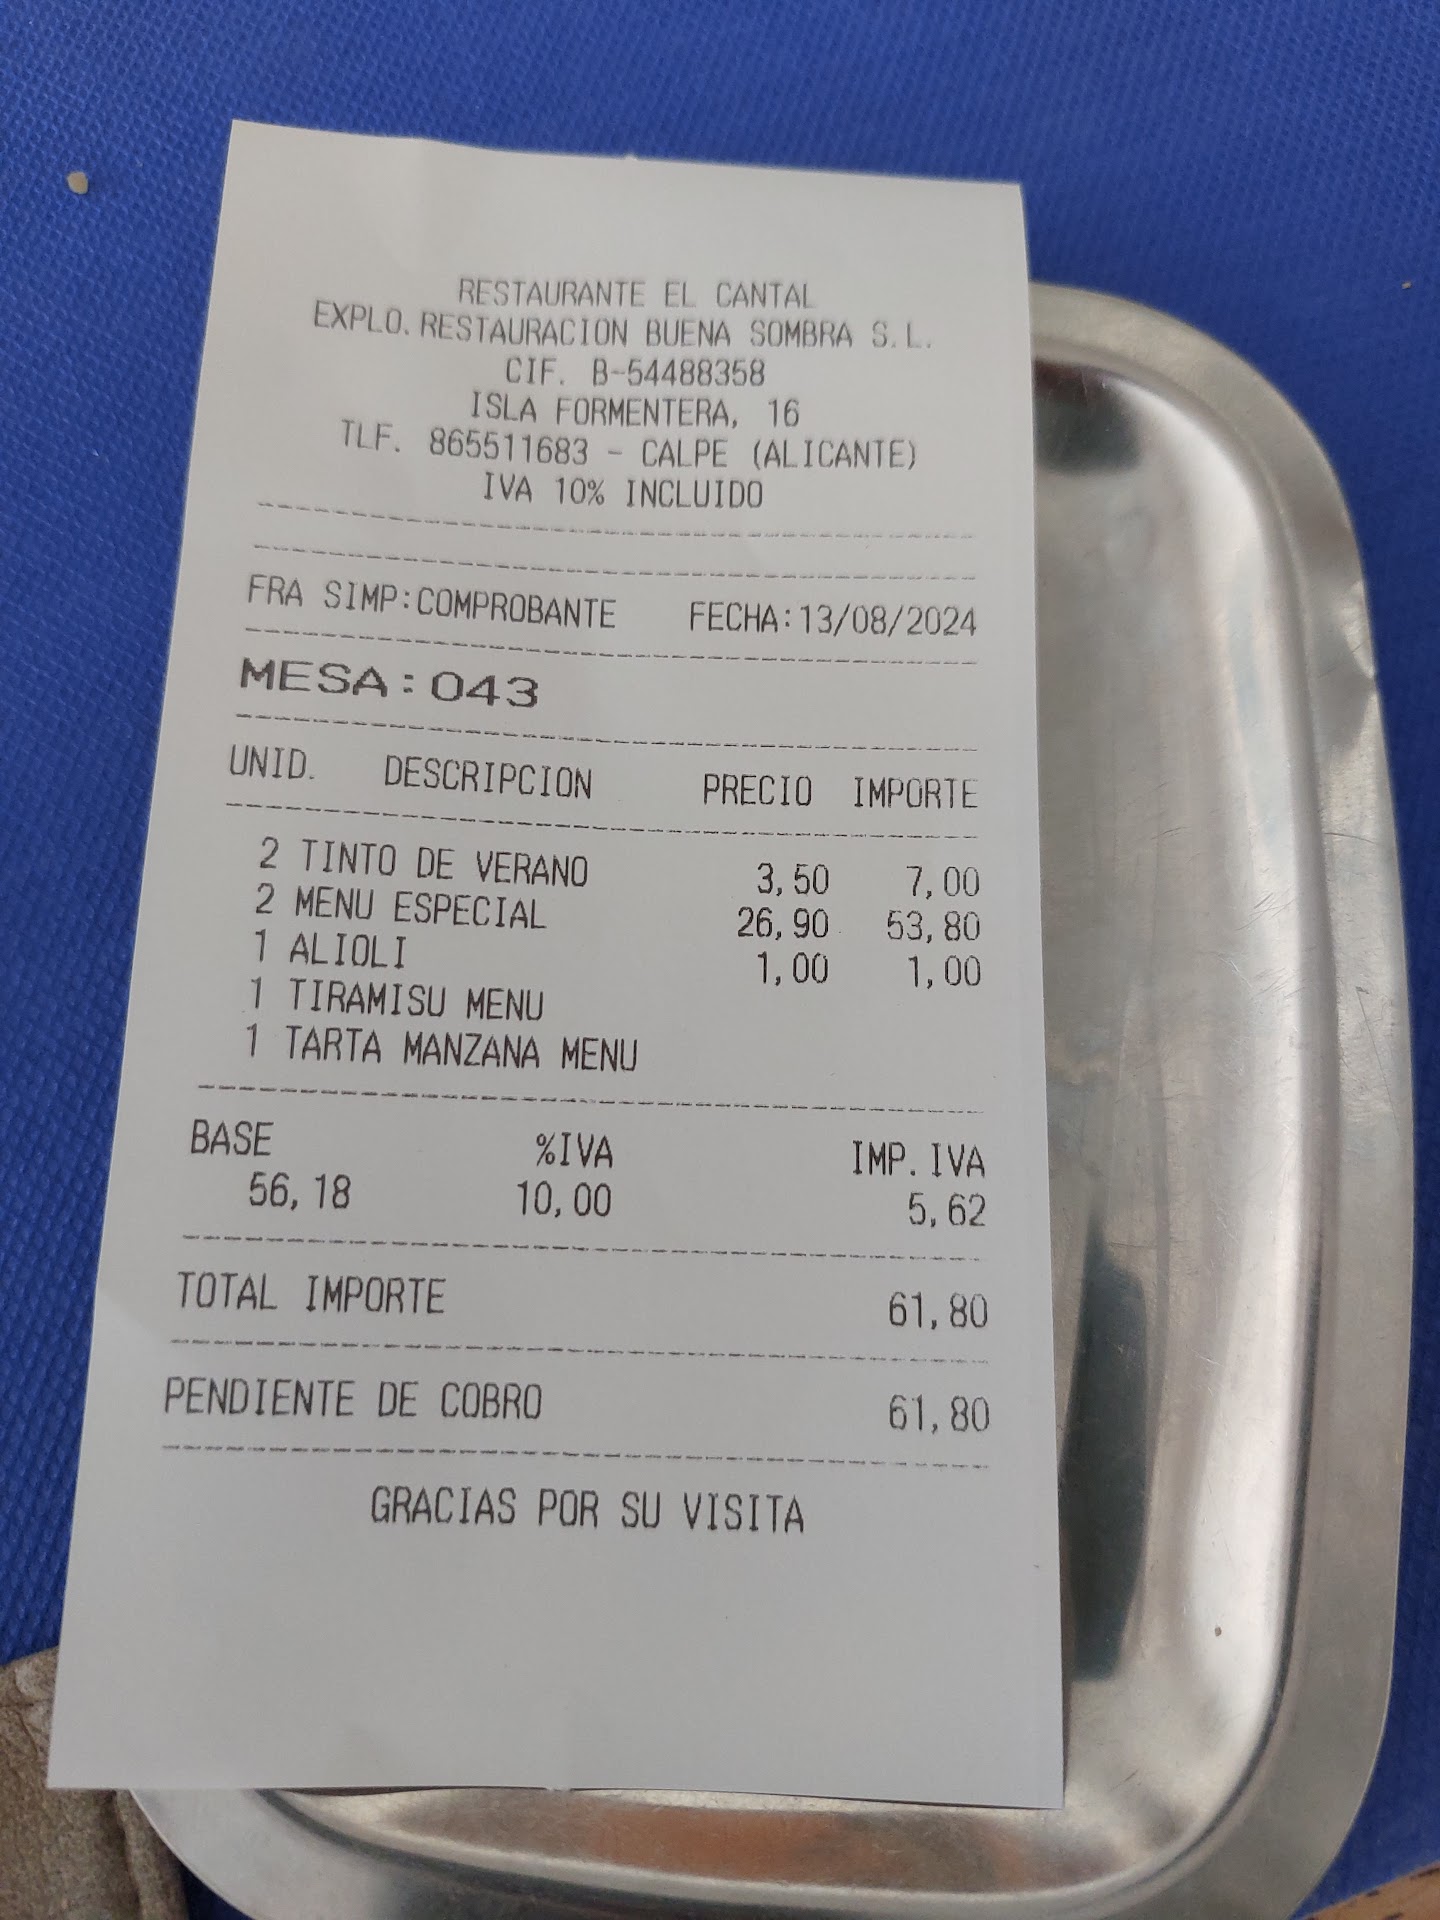 RESTAURANTE EL CANTAL
EXPLO. RESTAURACION BUENA SOMBRA S.L.
CIF. B-54488358
ISLA FORMENTERA, 16
TLF. 865511683 - CALPE (ALICANTE)
IVA 10% INCLUIDO
FRA SIMP:COMPROBANTE FECHA:13/08/2024
MESA:043
UNID. DESCRIPCION PRECIO IMPORTE
2 TINTO DE VERANO 3,50 7,00
2 MENU ESPECIAL 26,90 53,80
1 ALIOLI 1,00 1,00
1 TIRAMISU MENU
1 TARTA MANZANA MENU
BASE %IVA IMP. IVA
56,18 10,00 5,62
TOTAL IMPORTE 61,80
PENDIENTE DE COBRO 61,80
GRACIAS POR SU VISITA